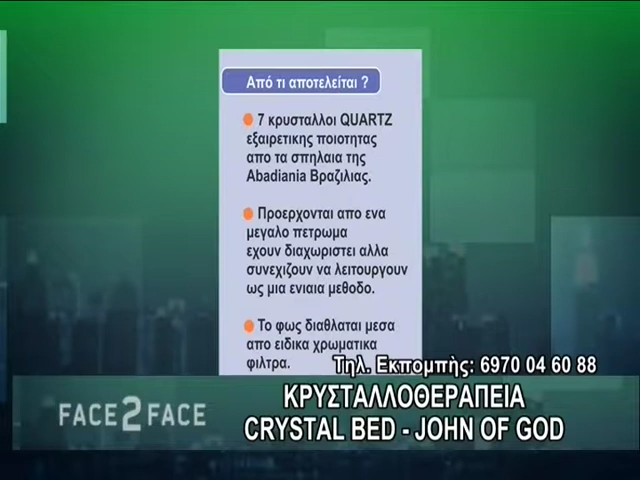 Από τι αποτελείται ?
7 κρυσταλλοι QUARTZ
εξαιρετικης ποιοτητας
απο τα σπηλαια της
Abadiania Βραζιλιας.
Προερχονται απο ενα
μεγαλο πετρωμα
εχουν διαχωριστει αλλα
συνεχιζουν να λειτουργουν
ως μια ενιαια μεθοδο.
Το φως διαθλαται μεσα
απο ειδικα χρωματικα
φιλτρα.
Τηλ. Εκπομπὴς: 6970 04 60 88
FACE2FACE
ΚΡΥΣΤΑΛΛΟΘΕΡΑΠΕΙΑ
CRYSTAL BED - JOHN OF GOD